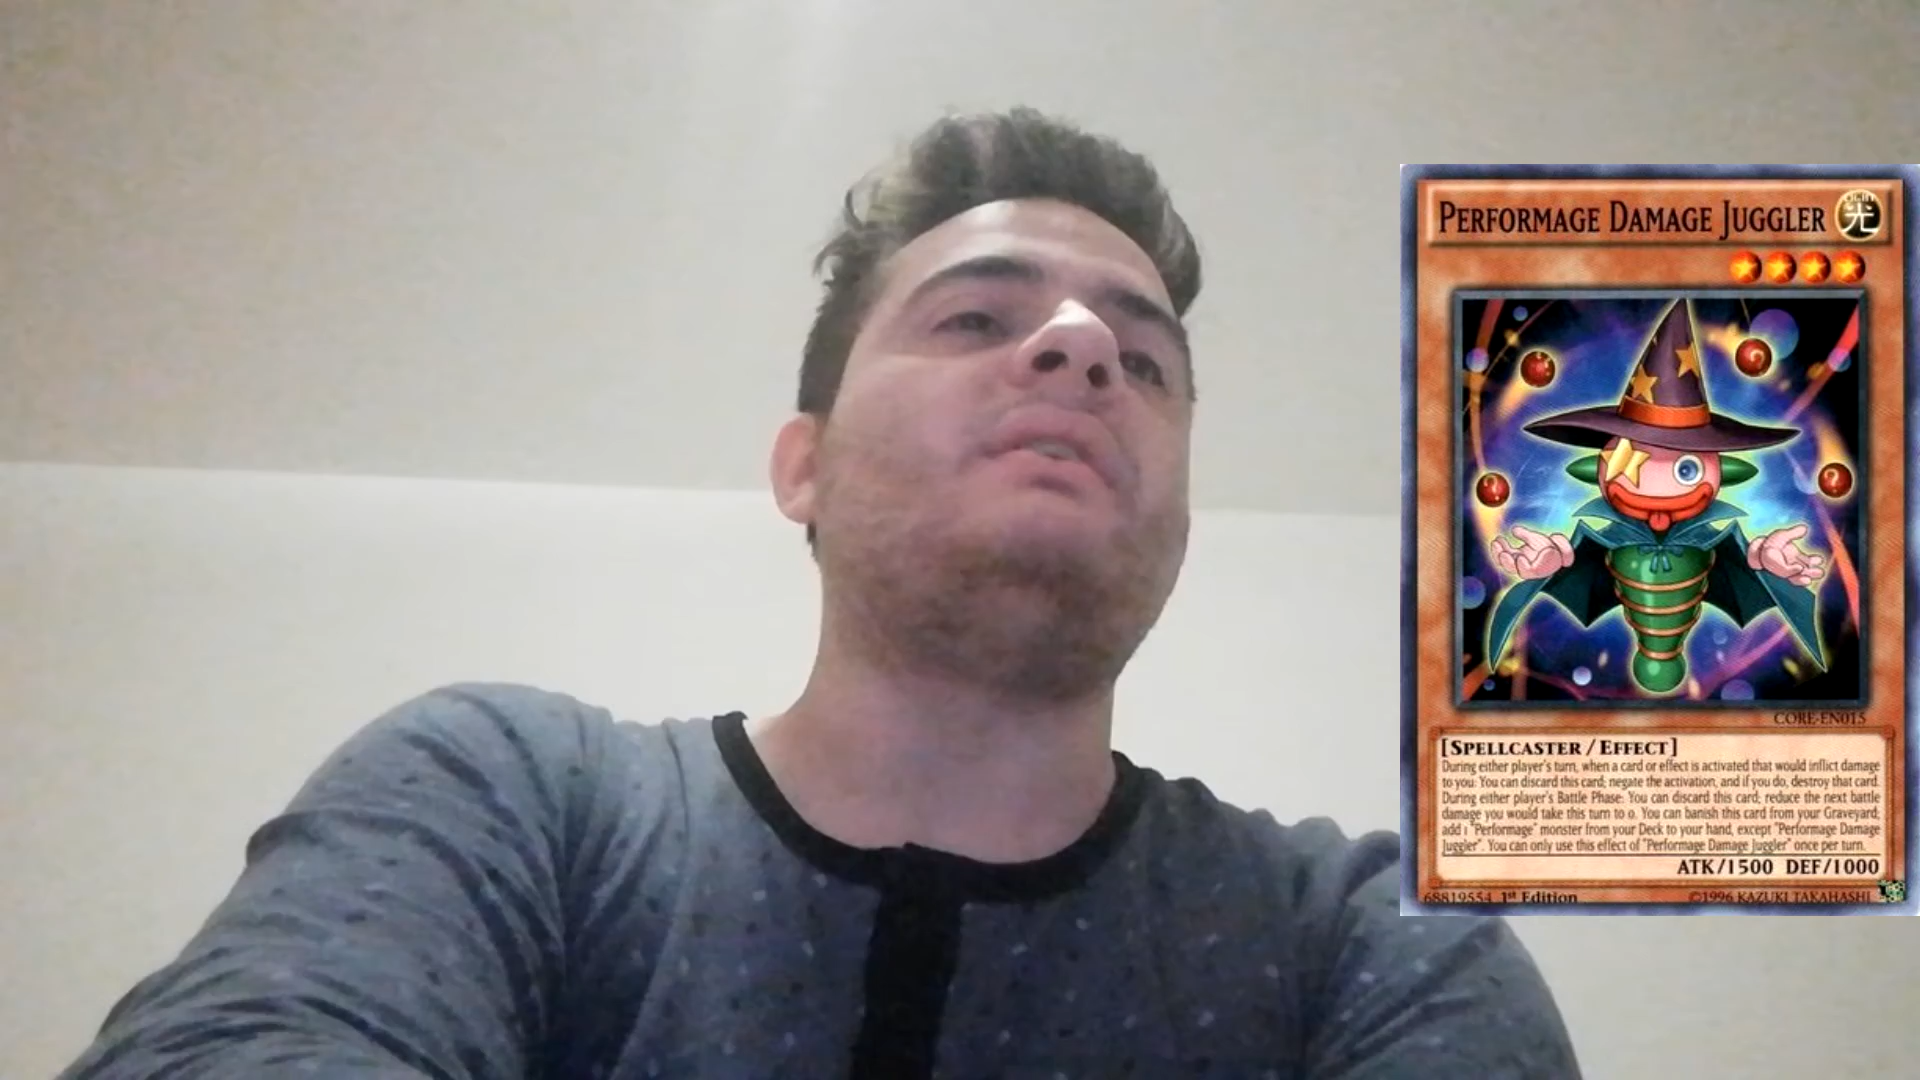 PERFORMAGE DAMAGE JUGGLER
LIGHT
光
CORE-EN015
[SPELLCASTER / EFFECT]
During either player's turn, when a card or effect is activated that would inflict damage
to you: You can discard this card; negate the activation, and if you do, destroy that card.
During either player's Battle Phase: You can discard this card; reduce the next battle
damage you would take this turn to 0. You can banish this card from your Graveyard;
add 1 "Performage" monster from your Deck to your hand, except "Performage Damage
Juggler". You can only use this effect of "Performage Damage Juggler" once per turn.
ATK/1500 DEF/1000
68819554 1st Edition
©1996 KAZUKI TAKAHASHI